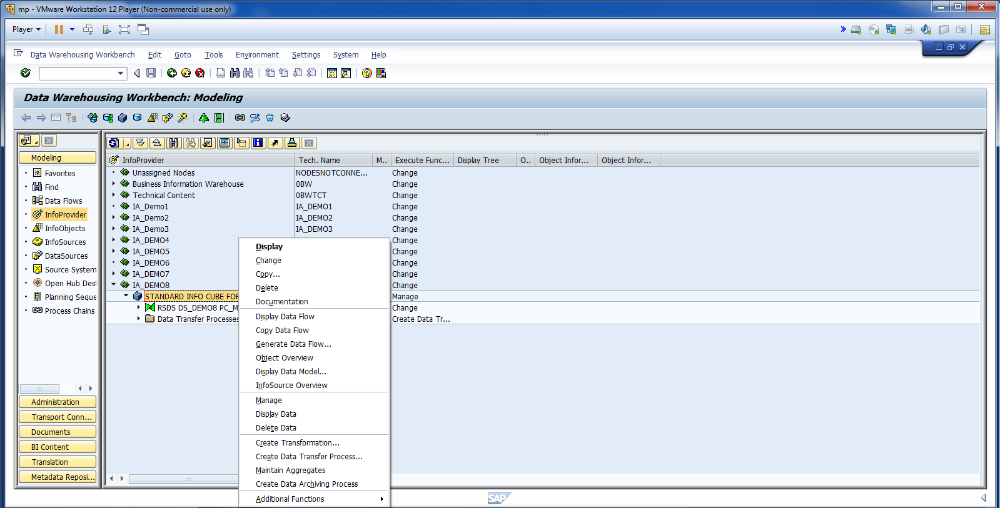 mp - VMware Workstation 12 Player (Non-commercial use only)
Player
Data Warehousing Workbench Edit Goto Tools Environment Settings System Help
Data Warehousing Workbench: Modeling
Modeling
Favorites
Find
Data Flows
InfoProvider
InfoObjects
InfoSources
DataSources
Source System
Open Hub Dest
Planning Seque
Process Chains
Administration
Transport Conn...
Documents
BI Content
Translation
Metadata Reposi...
InfoProvider Tech. Name M.. Execute Func... Display Tree O.. Object Infor... Object Infor...
Unassigned Nodes NODESNOTCONNE... Change
Business Information Warehouse 0BW Change
Technical Content 0BWTCT Change
IA_Demo1 IA_DEMO1 Change
IA_Demo2 IA_DEMO2 Change
IA_Demo3 IA_DEMO3 Change
IA_DEMO4 Change
IA_DEMO5 Change
IA_DEMO6 Change
IA_DEMO7 Change
IA_DEMO8 Change
STANDARD INFO CUBE FOR Manage
RSDS DS_DEMO8 PC_M Change
Data Transfer Processes Create Data Tr...
Display
Change
Copy...
Delete
Documentation
Display Data Flow
Copy Data Flow
Generate Data Flow...
Object Overview
Display Data Model...
InfoSource Overview
Manage
Display Data
Delete Data
Create Transformation...
Create Data Transfer Process...
Maintain Aggregates
Create Data Archiving Process
Additional Functions
SAP